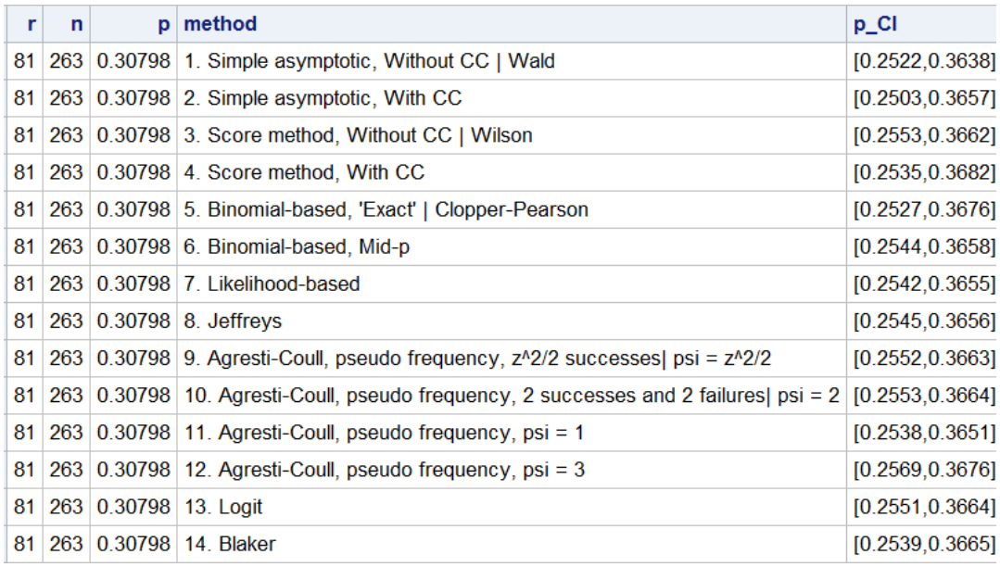 r n p method p_CI
81 263 0.30798 1. Simple asymptotic, Without CC | Wald [0.2522,0.3638]
81 263 0.30798 2. Simple asymptotic, With CC [0.2503,0.3657]
81 263 0.30798 3. Score method, Without CC | Wilson [0.2553,0.3662]
81 263 0.30798 4. Score method, With CC [0.2535,0.3682]
81 263 0.30798 5. Binomial-based, 'Exact' | Clopper-Pearson [0.2527,0.3676]
81 263 0.30798 6. Binomial-based, Mid-p [0.2544,0.3658]
81 263 0.30798 7. Likelihood-based [0.2542,0.3655]
81 263 0.30798 8. Jeffreys [0.2545,0.3656]
81 263 0.30798 9. Agresti-Coull, pseudo frequency, z^2/2 successes| psi = z^2/2 [0.2552,0.3663]
81 263 0.30798 10. Agresti-Coull, pseudo frequency, 2 successes and 2 failures| psi = 2 [0.2553,0.3664]
81 263 0.30798 11. Agresti-Coull, pseudo frequency, psi = 1 [0.2538,0.3651]
81 263 0.30798 12. Agresti-Coull, pseudo frequency, psi = 3 [0.2569,0.3676]
81 263 0.30798 13. Logit [0.2551,0.3664]
81 263 0.30798 14. Blaker [0.2539,0.3665]